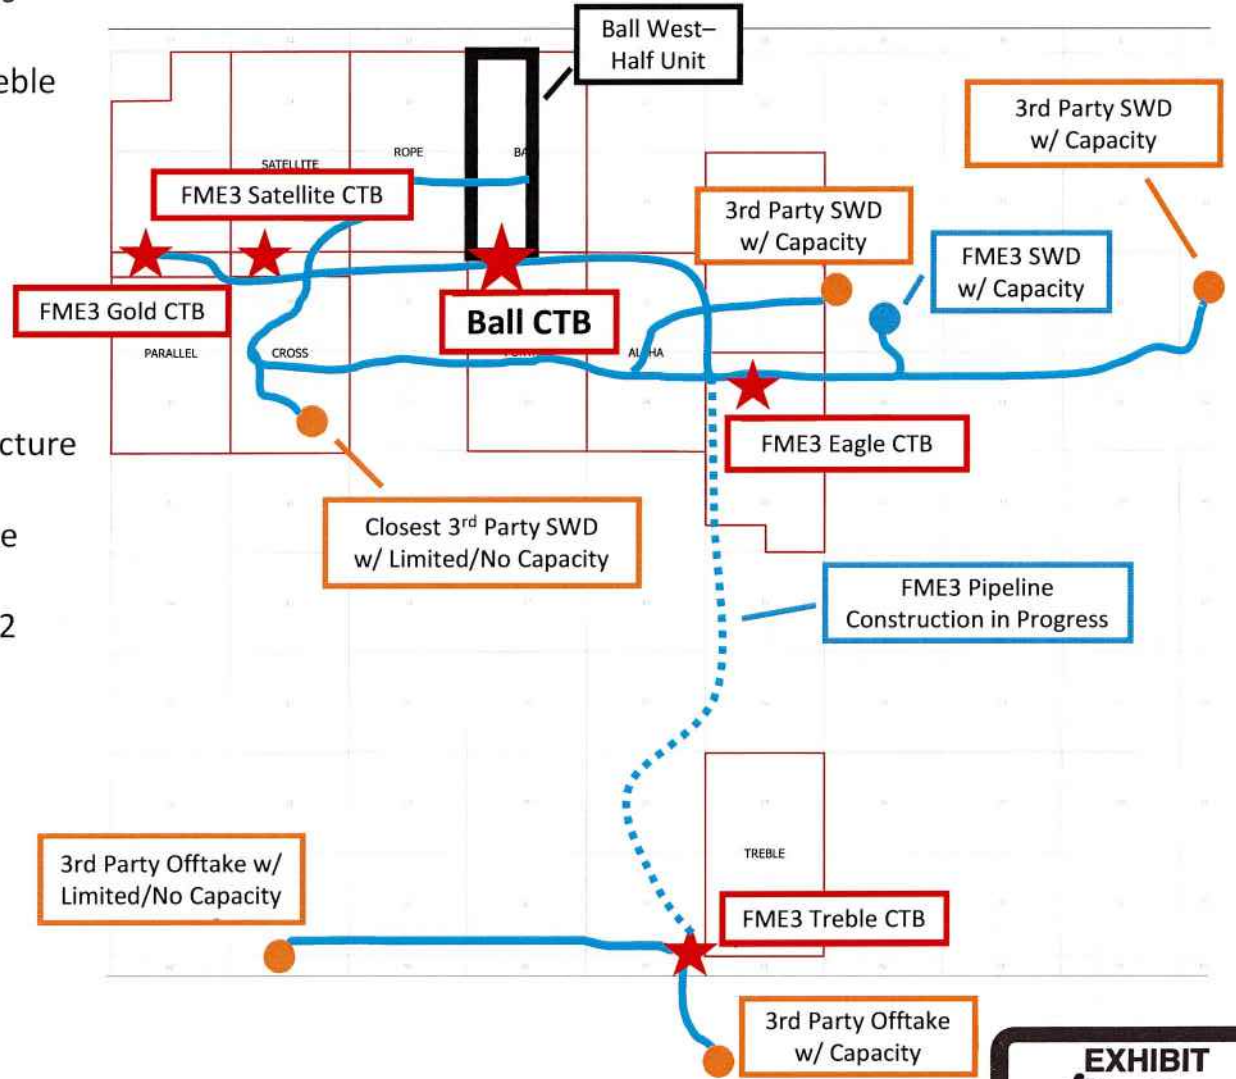 eble
cture
e
2
Ball West–
Half Unit
3rd Party SWD
w/ Capacity
SATELLITE
ROPE
FME3 Satellite CTB
3rd Party SWD
w/ Capacity
FME3 SWD
w/ Capacity
FME3 Gold CTB
Ball CTB
PARALLEL
CROSS
FME3 Eagle CTB
Closest 3rd Party SWD
w/ Limited/No Capacity
FME3 Pipeline
Construction in Progress
TREBLE
3rd Party Offtake w/
Limited/No Capacity
FME3 Treble CTB
3rd Party Offtake
w/ Capacity
EXHIBIT